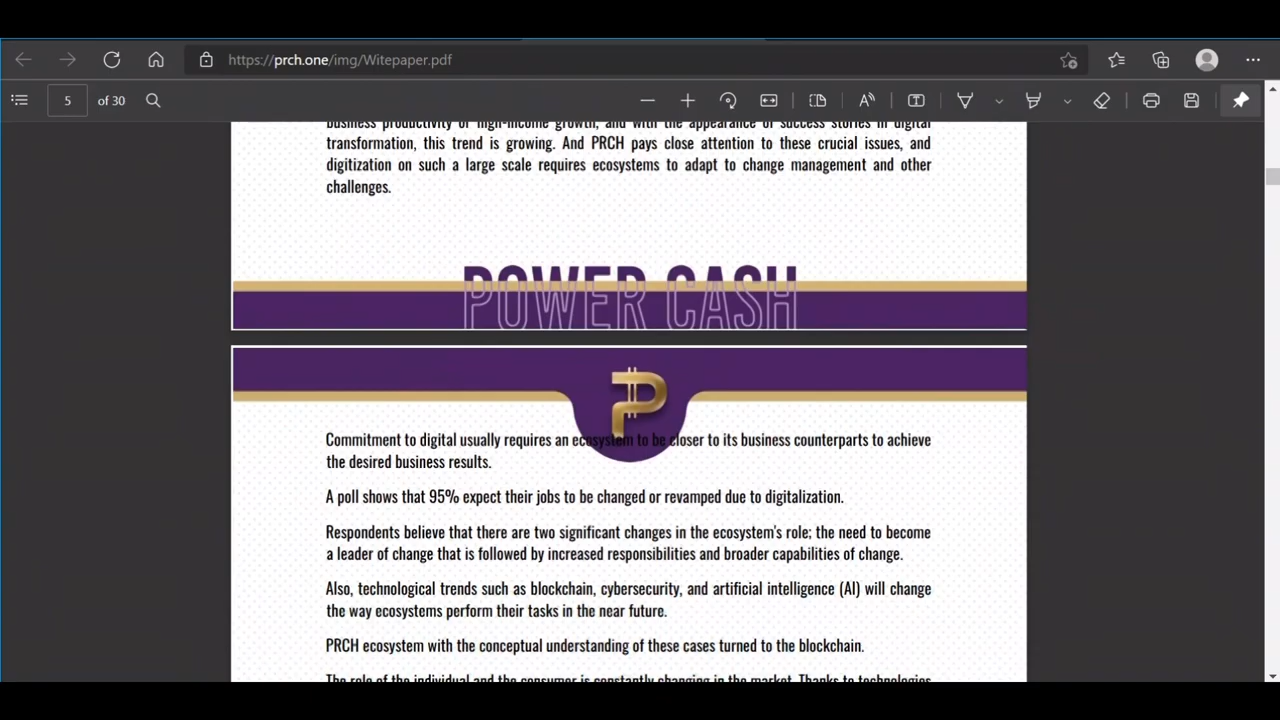 https://prch.one/img/Witepaper.pdf
5 of 30
business productivity or high-income growth, and with the appearance of success stories in digital
transformation, this trend is growing. And PRCH pays close attention to these crucial issues, and
digitization on such a large scale requires ecosystems to adapt to change management and other
challenges.
POWER CASH
Commitment to digital usually requires an ecosystem to be closer to its business counterparts to achieve
the desired business results.
A poll shows that 95% expect their jobs to be changed or revamped due to digitalization.
Respondents believe that there are two significant changes in the ecosystem's role; the need to become
a leader of change that is followed by increased responsibilities and broader capabilities of change.
Also, technological trends such as blockchain, cybersecurity, and artificial intelligence (AI) will change
the way ecosystems perform their tasks in the near future.
PRCH ecosystem with the conceptual understanding of these cases turned to the blockchain.
The role of the individual and the consumer is constantly changing in the market. Thanks to technologies